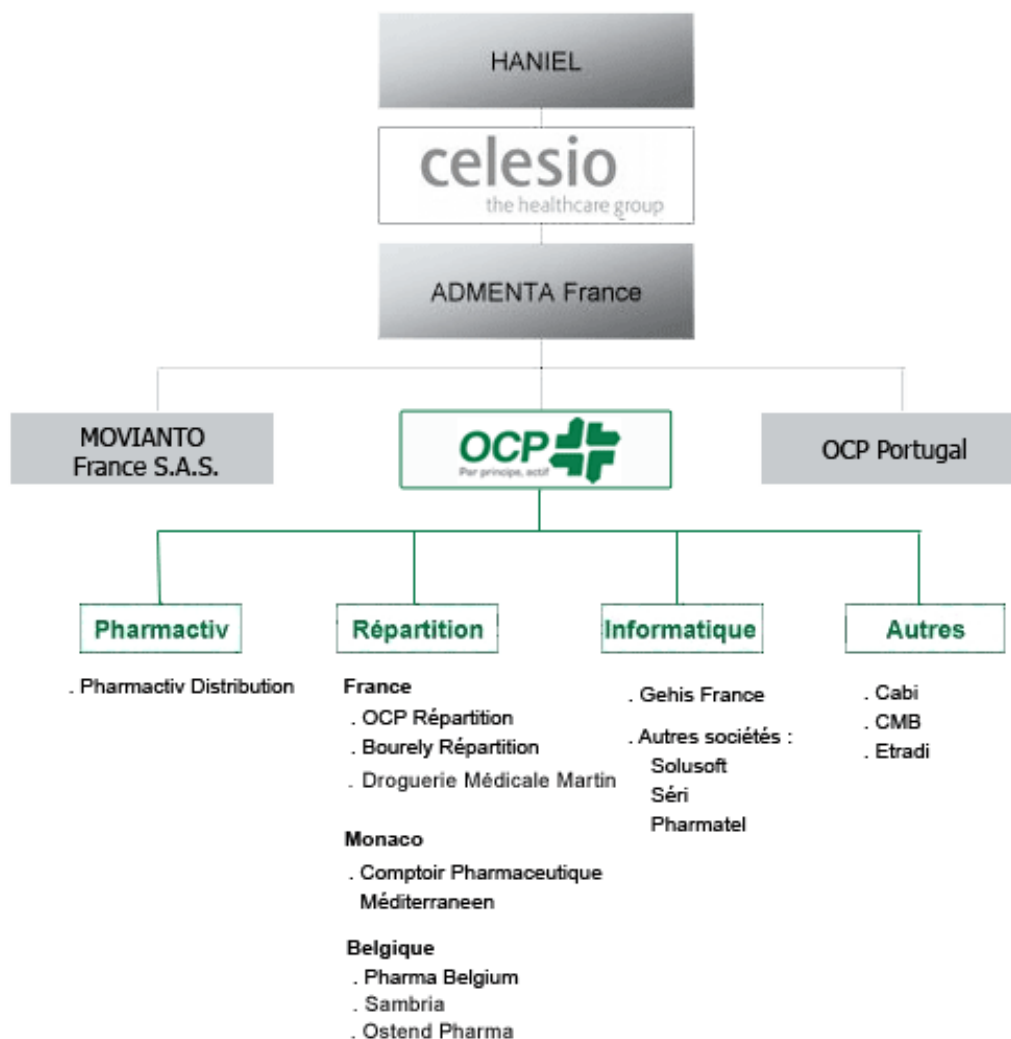 HANIEL
celesio
the healthcare group
ADMENTA France
MOVIANTO
France S.A.S.
OCP
Par principe, actif
OCP Portugal
Pharmactiv
. Pharmactiv Distribution
Répartition
France
. OCP Répartition
. Bourely Répartition
. Droguerie Médicale Martin
Monaco
. Comptoir Pharmaceutique
Méditerraneen
Belgique
. Pharma Belgium
. Sambria
. Ostend Pharma
Informatique
. Gehis France
. Autres sociétés :
Solusoft
Séri
Pharmatel
Autres
. Cabi
. CMB
. Etradi